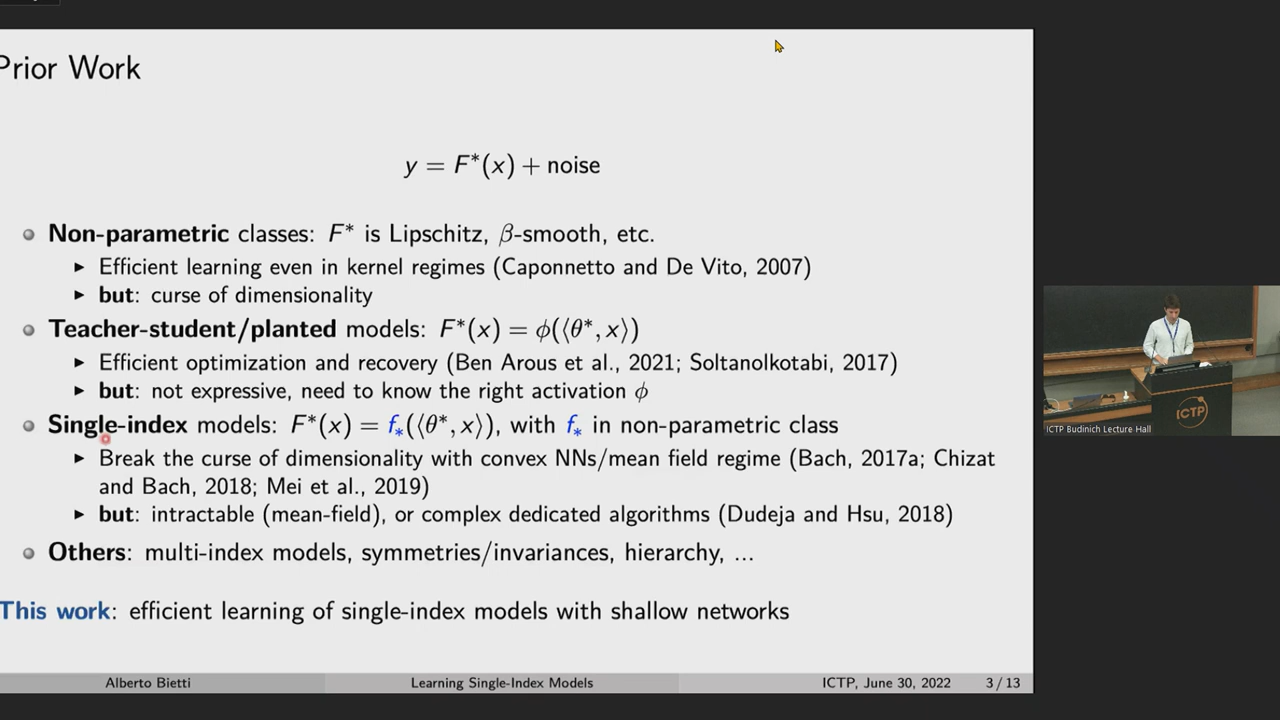 Prior Work
y = F*(x) + noise
Non-parametric classes: F* is Lipschitz, β-smooth, etc.
▶ Efficient learning even in kernel regimes (Caponnetto and De Vito, 2007)
▶ but: curse of dimensionality
Teacher-student/planted models: F*(x) = ϕ(⟨θ*, x⟩)
▶ Efficient optimization and recovery (Ben Arous et al., 2021; Soltanolkotabi, 2017)
▶ but: not expressive, need to know the right activation ϕ
Single-index models: F*(x) = f_*(⟨θ*, x⟩), with f_* in non-parametric class
▶ Break the curse of dimensionality with convex NNs/mean field regime (Bach, 2017a; Chizat
and Bach, 2018; Mei et al., 2019)
▶ but: intractable (mean-field), or complex dedicated algorithms (Dudeja and Hsu, 2018)
Others: multi-index models, symmetries/invariances, hierarchy, ...
This work: efficient learning of single-index models with shallow networks
Alberto Bietti
Learning Single-Index Models
ICTP, June 30, 2022
3 / 13
ICTP
ICTP Budinich Lecture Hall